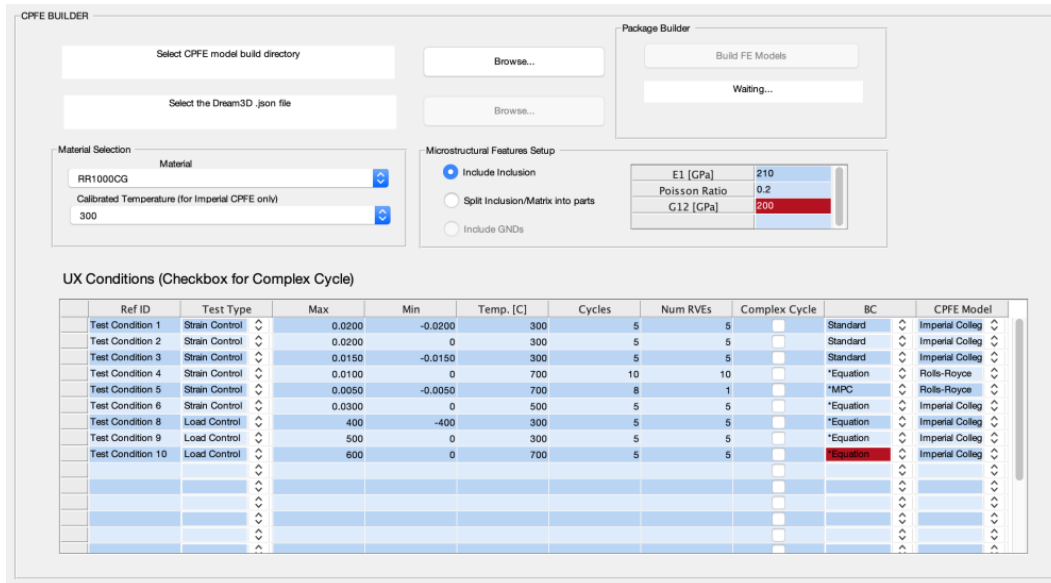 CPFE BUILDER
Select CPFE model build directory
Browse...
Package Builder
Build FE Models
Waiting...
Select the Dream3D .json file
Browse...
Material Selection
Material
RR1000CG
Calibrated Temperature (for Imperial CPFE only)
300
Microstructural Features Setup
Include Inclusion
Split Inclusion/Matrix into parts
Include GNDs
E1 [GPa] 210
Poisson Ratio 0.2
G12 [GPa] 200
UX Conditions (Checkbox for Complex Cycle)
Ref ID Test Type Max Min Temp. [C] Cycles Num RVEs Complex Cycle BC CPFE Model
Test Condition 1 Strain Control 0.0200 -0.0200 300 5 5 Standard Imperial Colleg
Test Condition 2 Strain Control 0.0200 0 300 5 5 Standard Imperial Colleg
Test Condition 3 Strain Control 0.0150 -0.0150 300 5 5 Standard Imperial Colleg
Test Condition 4 Strain Control 0.0100 0 700 10 10 *Equation Rolls-Royce
Test Condition 5 Strain Control 0.0050 -0.0050 700 8 1 *MPC Rolls-Royce
Test Condition 6 Strain Control 0.0300 0 500 5 5 *Equation Imperial Colleg
Test Condition 8 Load Control 400 -400 300 5 5 *Equation Imperial Colleg
Test Condition 9 Load Control 500 0 300 5 5 *Equation Imperial Colleg
Test Condition 10 Load Control 600 0 700 5 5 *Equation Imperial Colleg